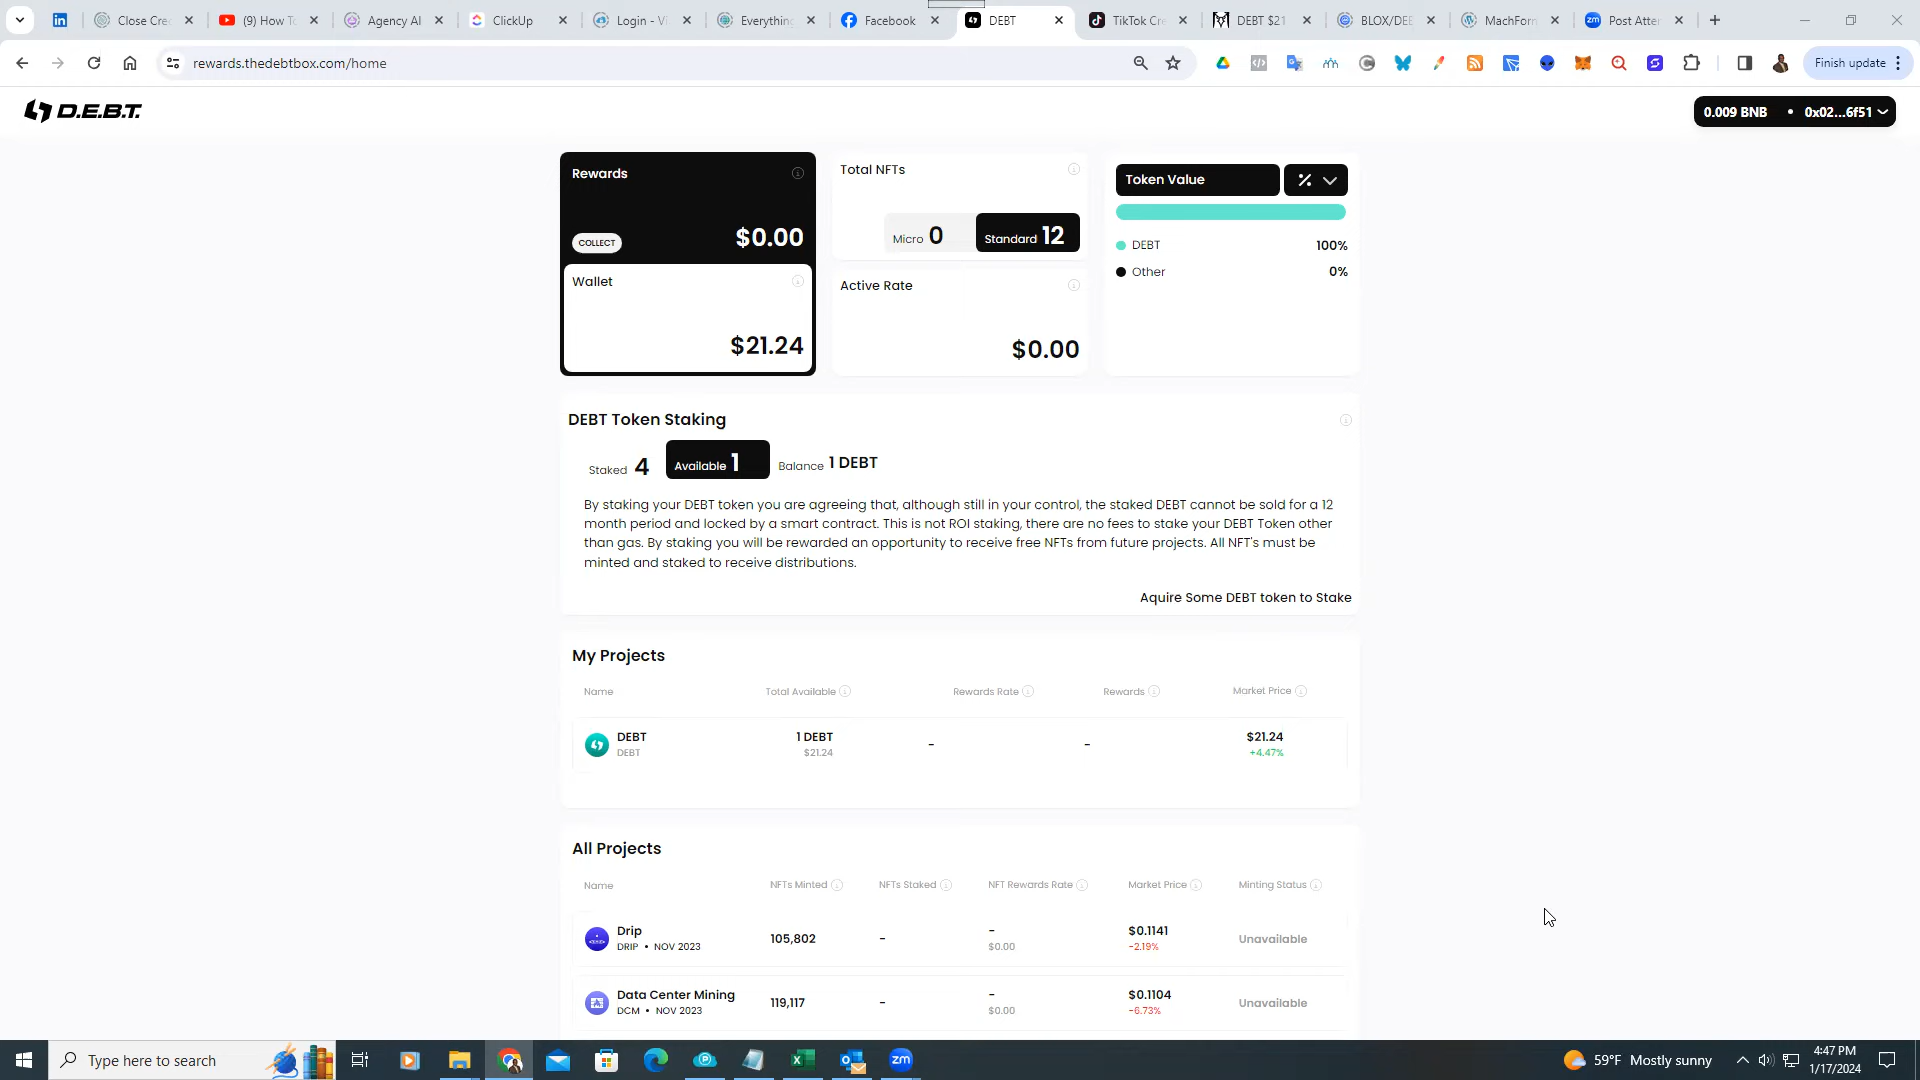 Close Cre
(9) How To
Agency AI
ClickUp
Login - Vi
Everything
Facebook
DEBT
TikTok Cre
DEBT $21
BLOX/DEB
MachForm
Post Atten
rewards.thedebtbox.com/home
Finish update
D.E.B.T.
0.009 BNB • 0x02...6f51
Rewards
COLLECT
$0.00
Wallet
$21.24
Total NFTs
Micro 0
Standard 12
Active Rate
$0.00
Token Value
%
DEBT 100%
Other 0%
DEBT Token Staking
Staked 4 Available 1 Balance 1 DEBT
By staking your DEBT token you are agreeing that, although still in your control, the staked DEBT cannot be sold for a 12
month period and locked by a smart contract. This is not ROI staking, there are no fees to stake your DEBT Token other
than gas. By staking you will be rewarded an opportunity to receive free NFTs from future projects. All NFT's must be
minted and staked to receive distributions.
Aquire Some DEBT token to Stake
My Projects
Name Total Available Rewards Rate Rewards Market Price
DEBT 1 DEBT - - $21.24
DEBT $21.24 +4.47%
All Projects
Name NFTs Minted NFTs Staked NFT Rewards Rate Market Price Minting Status
Drip 105,802 - - $0.1141 Unavailable
DRIP • NOV 2023 $0.00 -2.19%
Data Center Mining 119,117 - - $0.1104 Unavailable
DCM • NOV 2023 $0.00 -6.73%
Type here to search
zm
59°F Mostly sunny
4:47 PM
1/17/2024